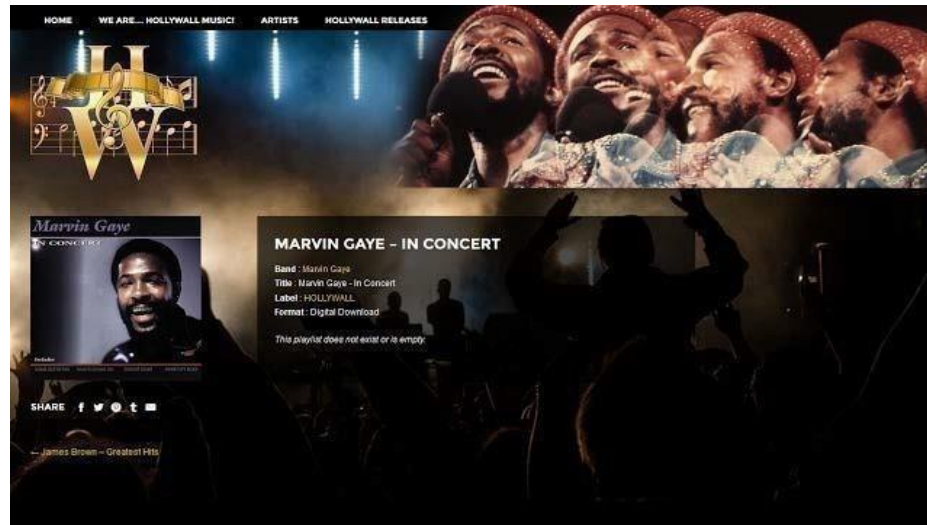 HOME WE ARE.... HOLLYWALL MUSIC! ARTISTS HOLLYWALL RELEASES
H
W
Marvin Gaye
IN CONCERT
Includes
MARVIN GAYE – IN CONCERT
Band : Marvin Gaye
Title : Marvin Gaye - In Concert
Label : HOLLYWALL
Format : Digital Download
This playlist does not exist or is empty.
SHARE
← James Brown – Greatest Hits